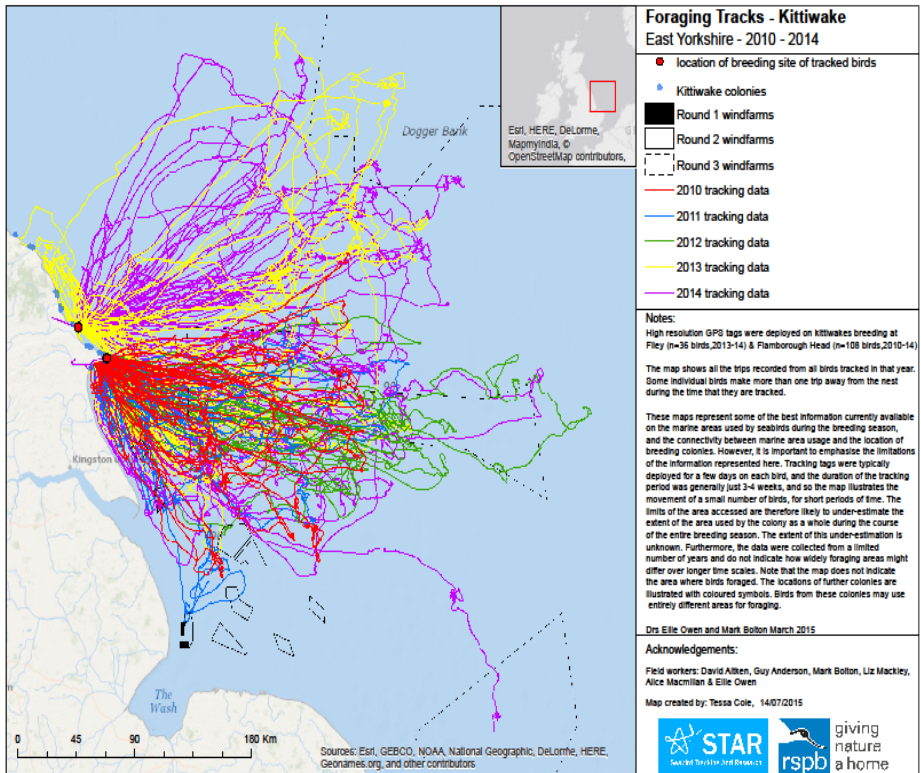 Foraging Tracks - Kittiwake
East Yorkshire - 2010 - 2014
location of breeding site of tracked birds
Kittiwake colonies
Round 1 windfarms
Round 2 windfarms
Round 3 windfarms
2010 tracking data
2011 tracking data
2012 tracking data
2013 tracking data
2014 tracking data
Notes:
High resolution GPS tags were deployed on kittiwakes breeding at
Filey (n=36 birds,2013-14) & Flamborough Head (n=108 birds,2010-14)
The map shows all the trips recorded from all birds tracked in that year.
Some individual birds make more than one trip away from the nest
during the time that they are tracked.
These maps represent some of the best information currently available
on the marine areas used by seabirds during the breeding season,
and the connectivity between marine area usage and the location of
breeding colonies. However, it is important to emphasise the limitations
of the information represented here. Tracking tags were typically
deployed for a few days on each bird, and the duration of the tracking
period was generally just 3-4 weeks, and so the map illustrates the
movement of a small number of birds, for short periods of time. The
limits of the area accessed are therefore likely to under-estimate the
extent of the area used by the colony as a whole during the course
of the entire breeding season. The extent of this under-estimation is
unknown. Furthermore, the data were collected from a limited
number of years and do not indicate how widely foraging areas might
differ over longer time scales. Note that the map does not indicate
the area where birds foraged. The locations of further colonies are
illustrated with coloured symbols. Birds from these colonies may use
entirely different areas for foraging.
Drs Ellie Owen and Mark Bolton March 2015
Acknowledgements:
Field workers: David Aitken, Guy Anderson, Mark Bolton, Liz Mackley,
Alice Macmillan & Ellie Owen
Map created by: Tessa Cole, 14/07/2015
STAR
Seabird Tracking And Research
rspb
giving
nature
a home
Esri, HERE, DeLorme,
MapmyIndia, ©
OpenStreetMap contributors,
Dogger Bank
Kingston
The
Wash
0 45 90 180 Km
Sources: Esri, GEBCO, NOAA, National Geographic, DeLorme, HERE,
Geonames.org, and other contributors